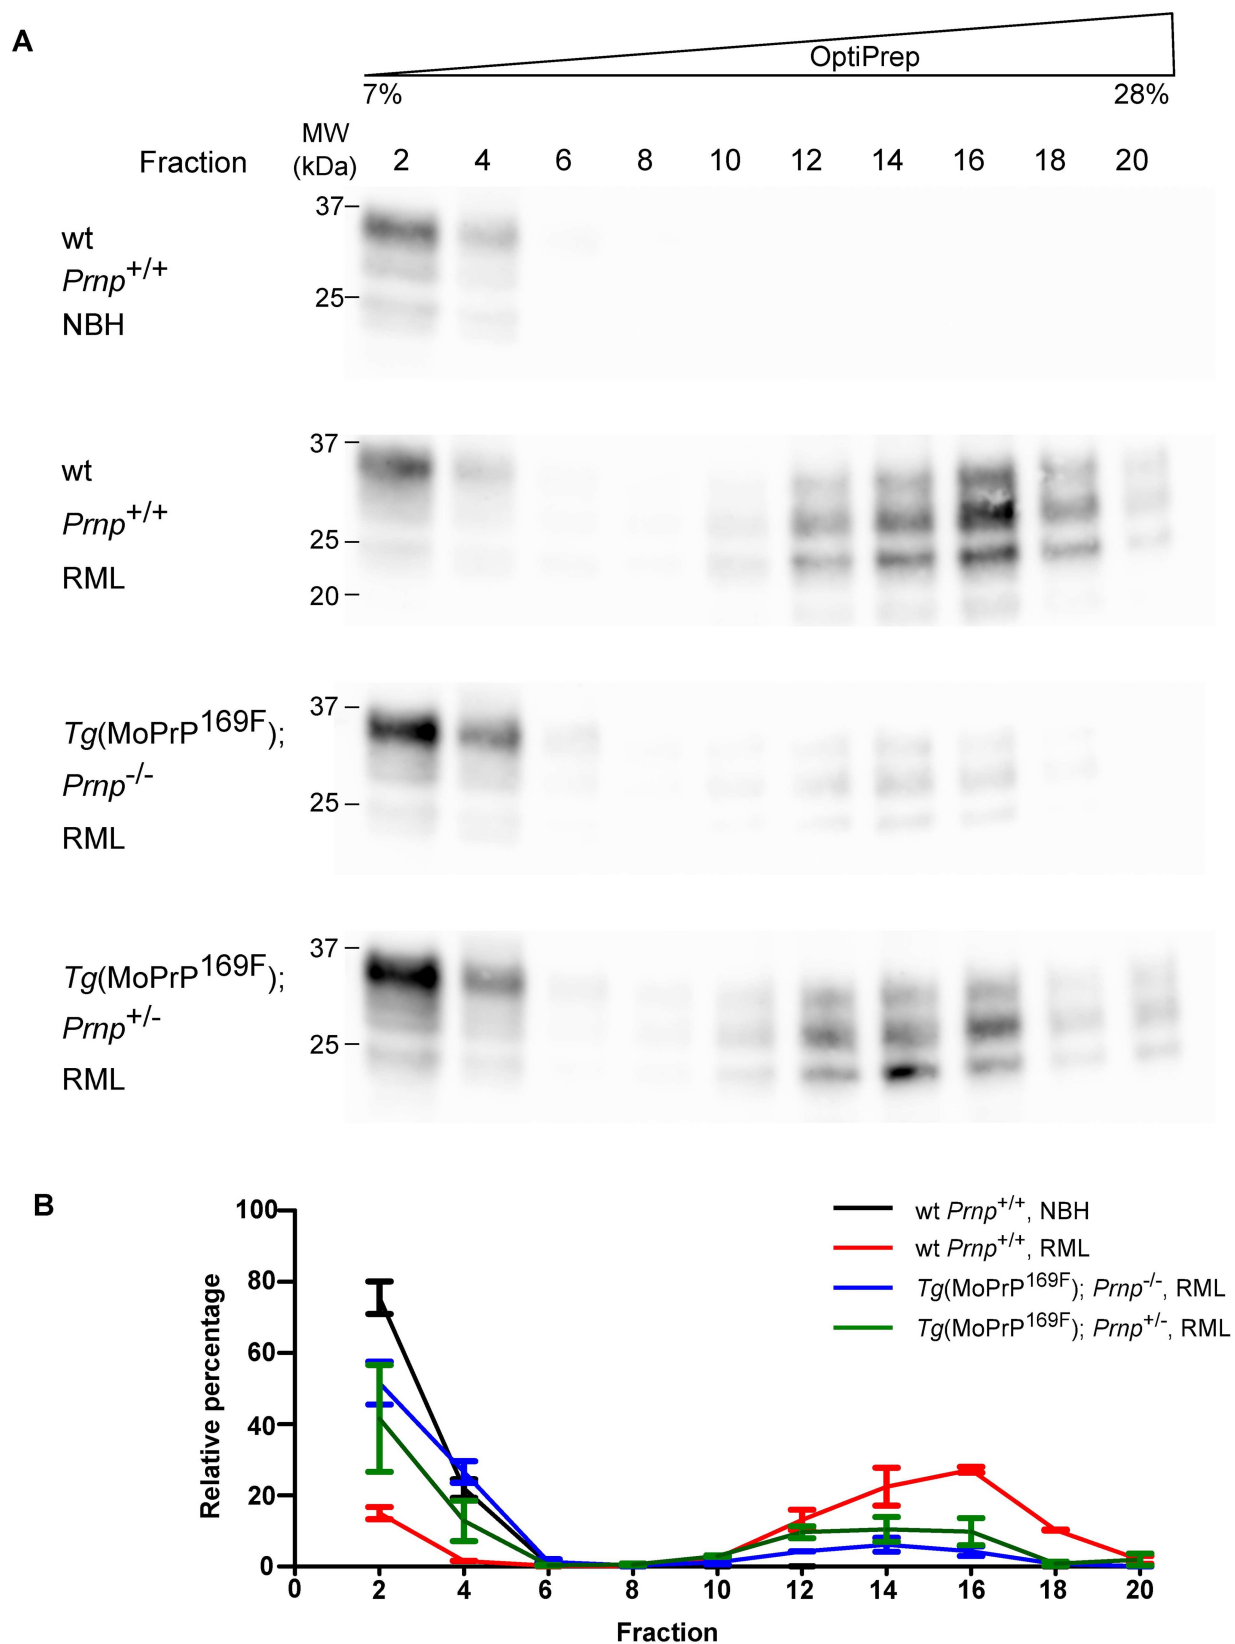 A
OptiPrep
7% 28%
MW
Fraction (kDa) 2 4 6 8 10 12 14 16 18 20
37
wt
Prnp+/+
25
NBH
37
wt
Prnp+/+
25
RML
20
37
Tg(MoPrP169F);
Prnp-/-
25
RML
37
Tg(MoPrP169F);
Prnp+/-
25
RML
B
100
80
60
40
20
0
Relative percentage
wt Prnp+/+, NBH
wt Prnp+/+, RML
Tg(MoPrP169F); Prnp-/-, RML
Tg(MoPrP169F); Prnp+/-, RML
0 2 4 6 8 10 12 14 16 18 20
Fraction